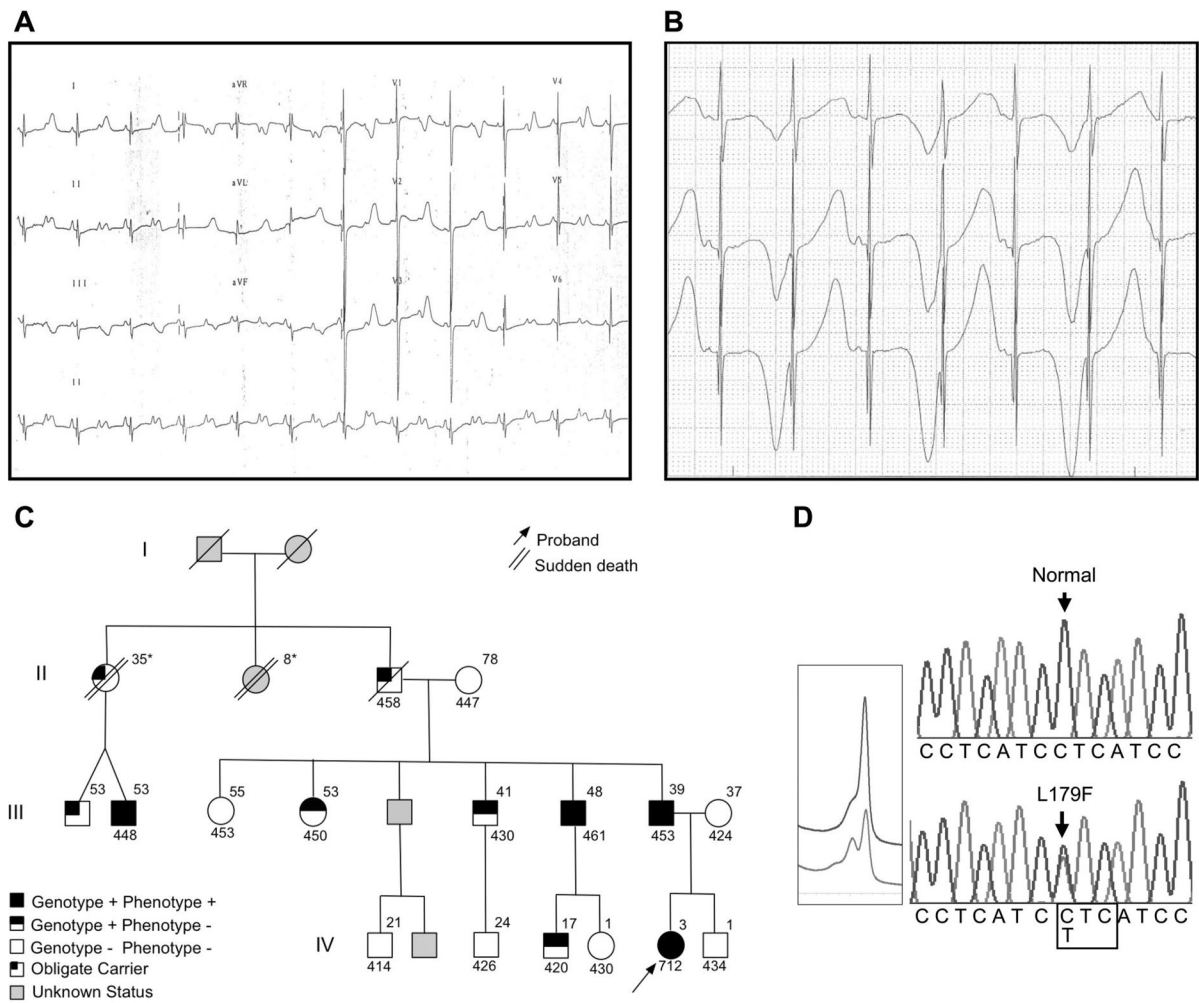 A
B
I aVR V1 V4
II aVL V2 V5
III aVF V3 V6
II
C
D
I
Proband
Sudden death
Normal
II
35*
8*
458
78
447
CCTCATCCTCATCC
III
53
53
448
55
453
53
450
41
430
48
461
39
453
37
424
L179F
CCTCATCCTCATCC
T
Genotype + Phenotype +
Genotype + Phenotype -
Genotype - Phenotype -
Obligate Carrier
Unknown Status
IV
21
414
24
426
17
420
1
430
3
712
1
434